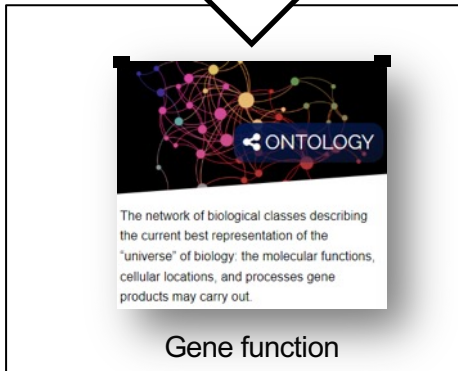 ONTOLOGY
The network of biological classes describing
the current best representation of the
"universe" of biology: the molecular functions,
cellular locations, and processes gene
products may carry out.
Gene function